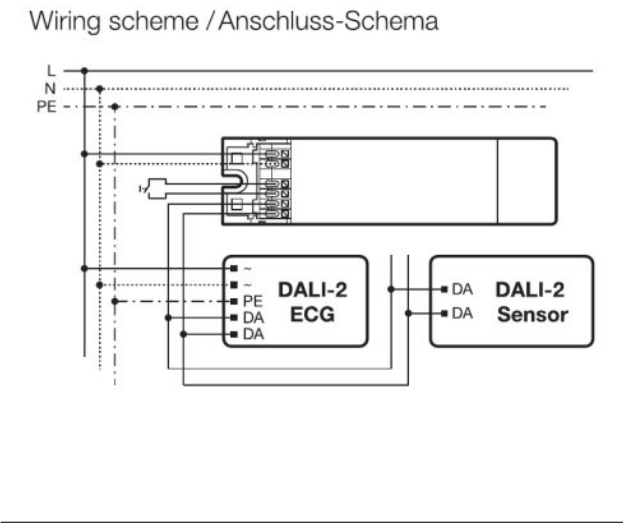 Wiring scheme / Anschluss-Schema
L
N
PE
~
~
PE
DA
DA
DALI-2
ECG
DA
DA
DALI-2
Sensor